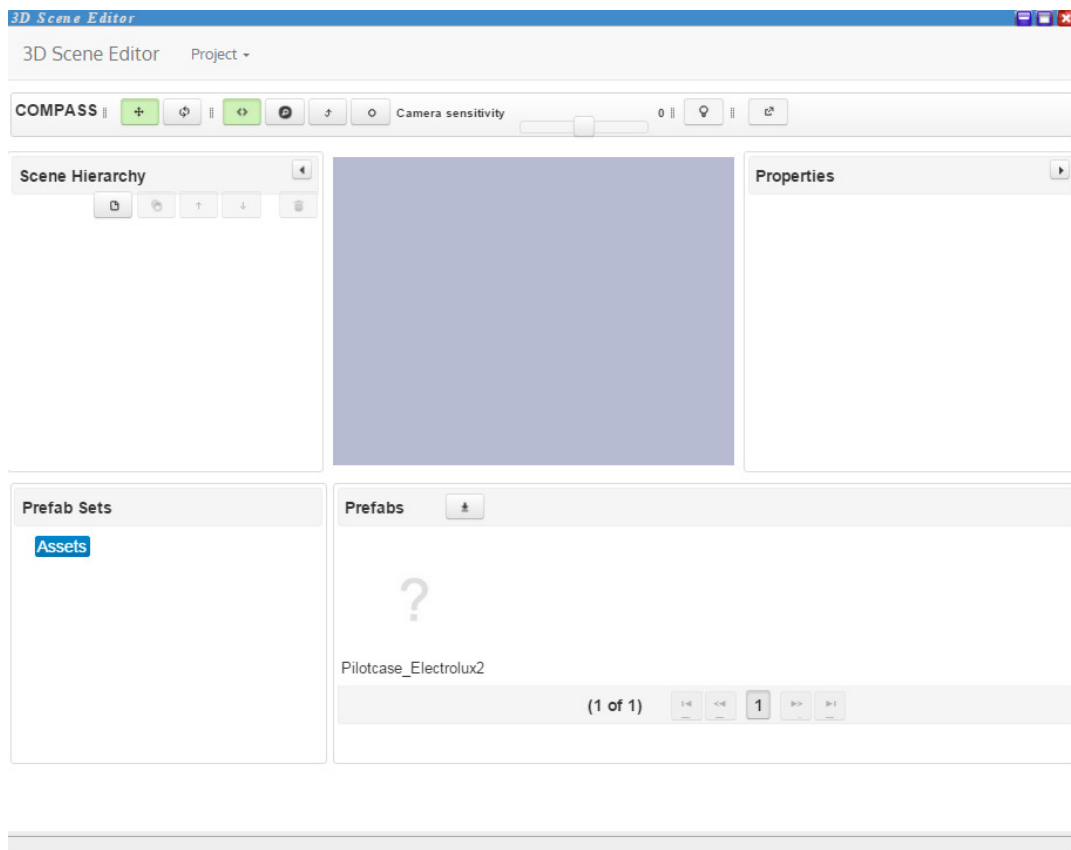 3D Scene Editor
3D Scene Editor Project
COMPASS Camera sensitivity 0
Scene Hierarchy
Properties
Prefab Sets
Prefabs
Assets
?
Pilotcase_Electrolux2
(1 of 1) 1